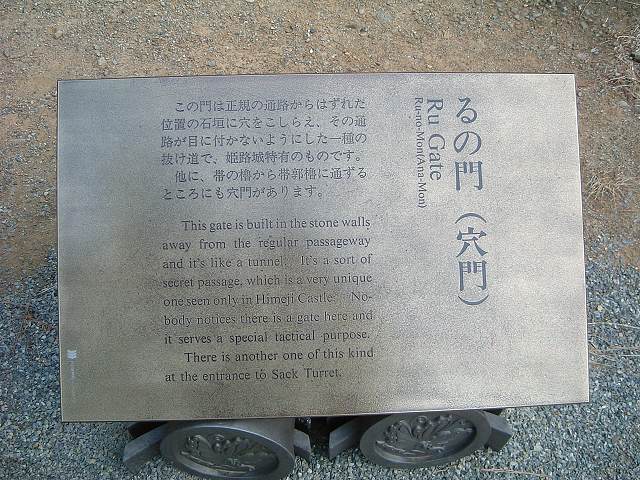 るの門（穴門）
Ru Gate
Ru-no-Mon(Ana-Mon)
この門は正規の通路からはずれた
位置の石垣に穴をこしらえ、その通
路が目に付かないようにした一種の
抜け道で、姫路城特有のものです。
他に、帯の櫓から帯郭櫓に通ずる
ところにも穴門があります。
This gate is built in the stone walls
away from the regular passageway
and it's like a tunnel. It's a sort of
secret passage, which is a very unique
one seen only in Himeji Castle. No-
body notices there is a gate here and
it serves a special tactical purpose.
There is another one of this kind
at the entrance to Sack Turret.